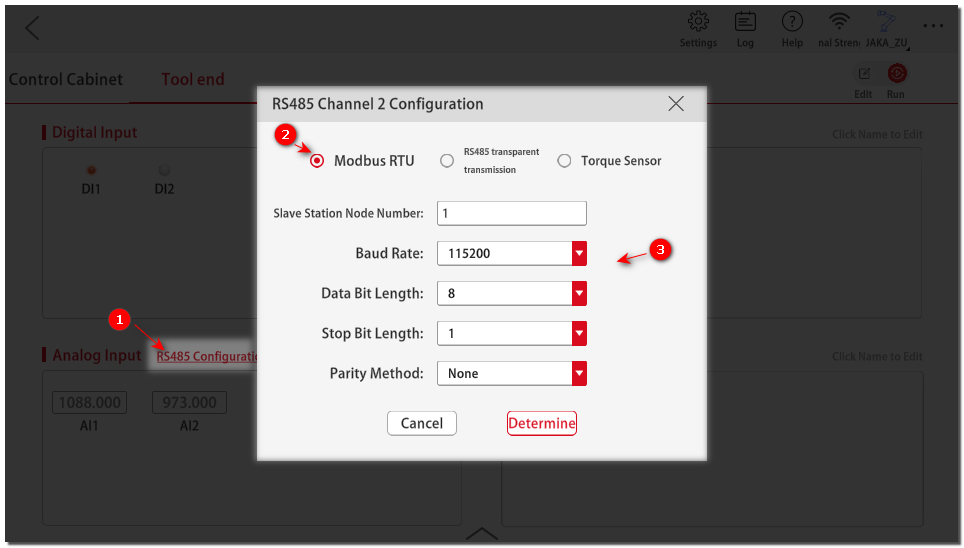 Settings
Log
Help
nal Stren
JAKA_ZU
Control Cabinet
Tool end
Edit
Run
RS485 Channel 2 Configuration
Digital Input
Click Name to Edit
2
Modbus RTU
RS485 transparent
transmission
Torque Sensor
DI1
DI2
Slave Station Node Number:
1
Baud Rate:
115200
3
Data Bit Length:
8
1
Stop Bit Length:
1
Analog Input
RS485 Configuratio
Click Name to Edit
Parity Method:
None
1088.000
973.000
AI1
AI2
Cancel
Determine